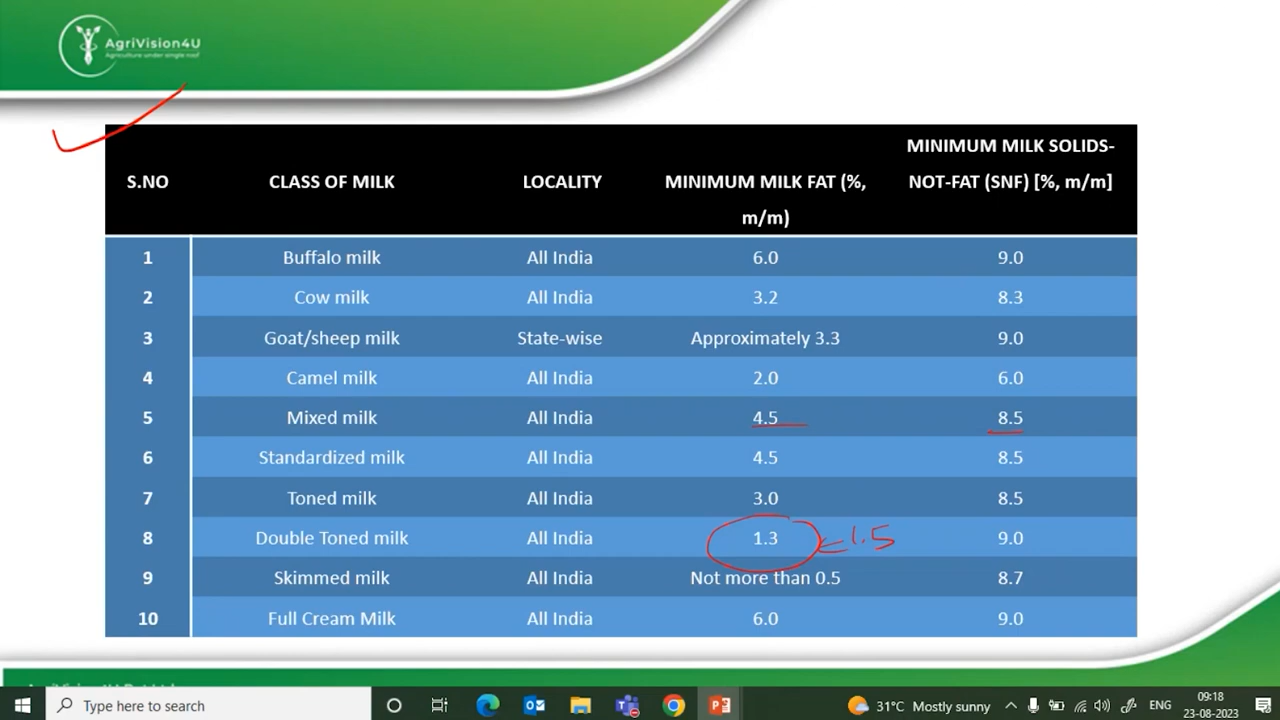 AgriVision4U
Agriculture under single roof
MINIMUM MILK SOLIDS-
S.NO CLASS OF MILK LOCALITY MINIMUM MILK FAT (%, NOT-FAT (SNF) [%, m/m]
m/m)
1 Buffalo milk All India 6.0 9.0
2 Cow milk All India 3.2 8.3
3 Goat/sheep milk State-wise Approximately 3.3 9.0
4 Camel milk All India 2.0 6.0
5 Mixed milk All India 4.5 8.5
6 Standardized milk All India 4.5 8.5
7 Toned milk All India 3.0 8.5
8 Double Toned milk All India 1.3 1.5 9.0
9 Skimmed milk All India Not more than 0.5 8.7
10 Full Cream Milk All India 6.0 9.0
Type here to search
31°C Mostly sunny
ENG
09:18
23-08-2023